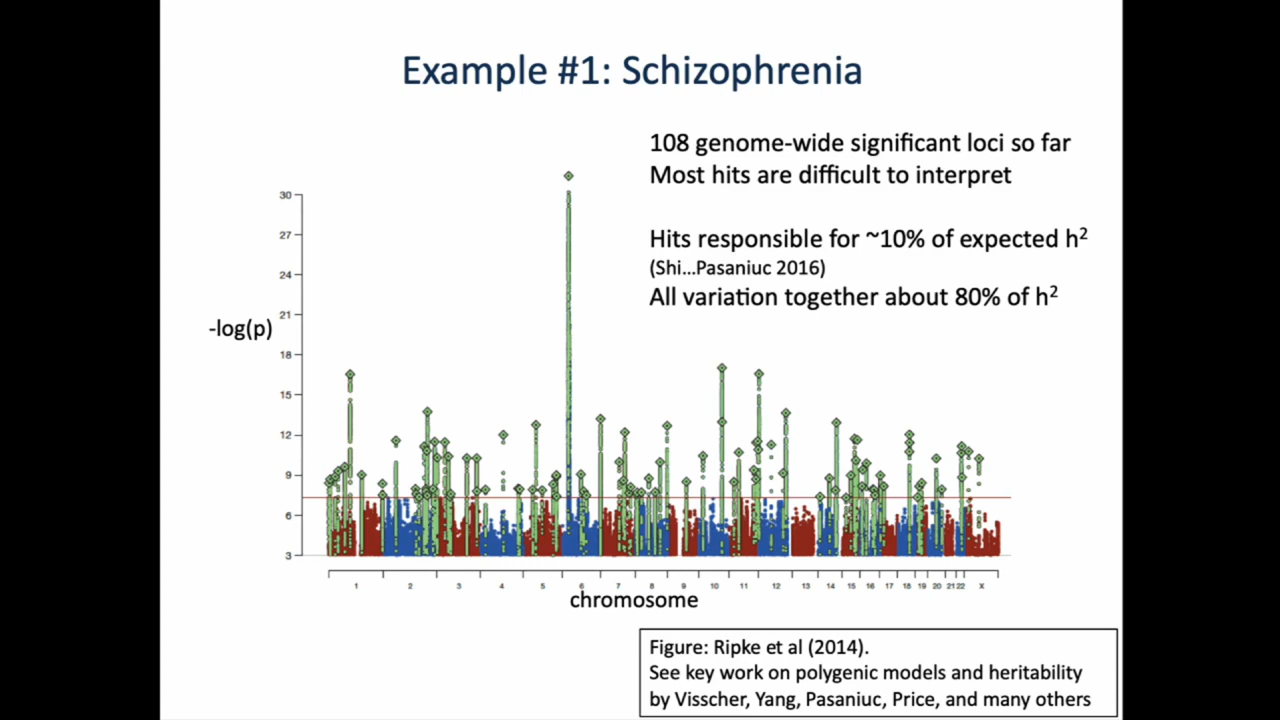 Example #1: Schizophrenia
108 genome-wide significant loci so far
Most hits are difficult to interpret
Hits responsible for ~10% of expected h²
(Shi...Pasaniuc 2016)
All variation together about 80% of h²
-log(p)
30
27
24
21
18
15
12
9
6
3
1 2 3 4 5 6 7 8 9 10 11 12 13 14 15 16 17 18 19 20 21 22 X
chromosome
Figure: Ripke et al (2014).
See key work on polygenic models and heritability
by Visscher, Yang, Pasaniuc, Price, and many others